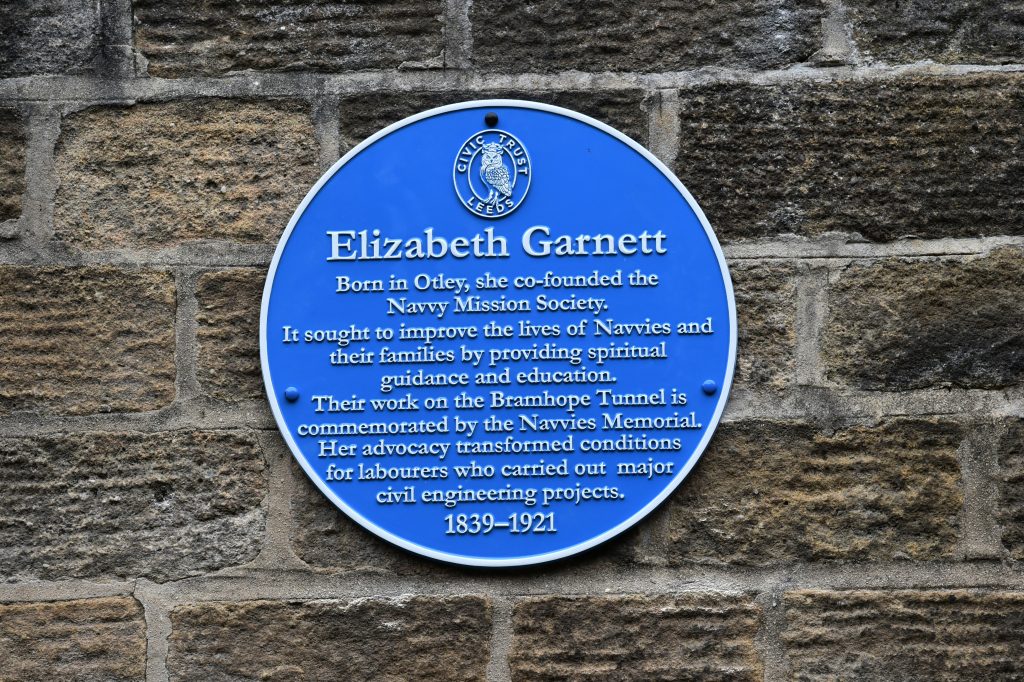 CIVIC TRUST
LEEDS
Elizabeth Garnett
Born in Otley, she co-founded the
Navvy Mission Society.
It sought to improve the lives of Navvies and
their families by providing spiritual
guidance and education.
Their work on the Bramhope Tunnel is
commemorated by the Navvies Memorial.
Her advocacy transformed conditions
for labourers who carried out major
civil engineering projects.
1839–1921